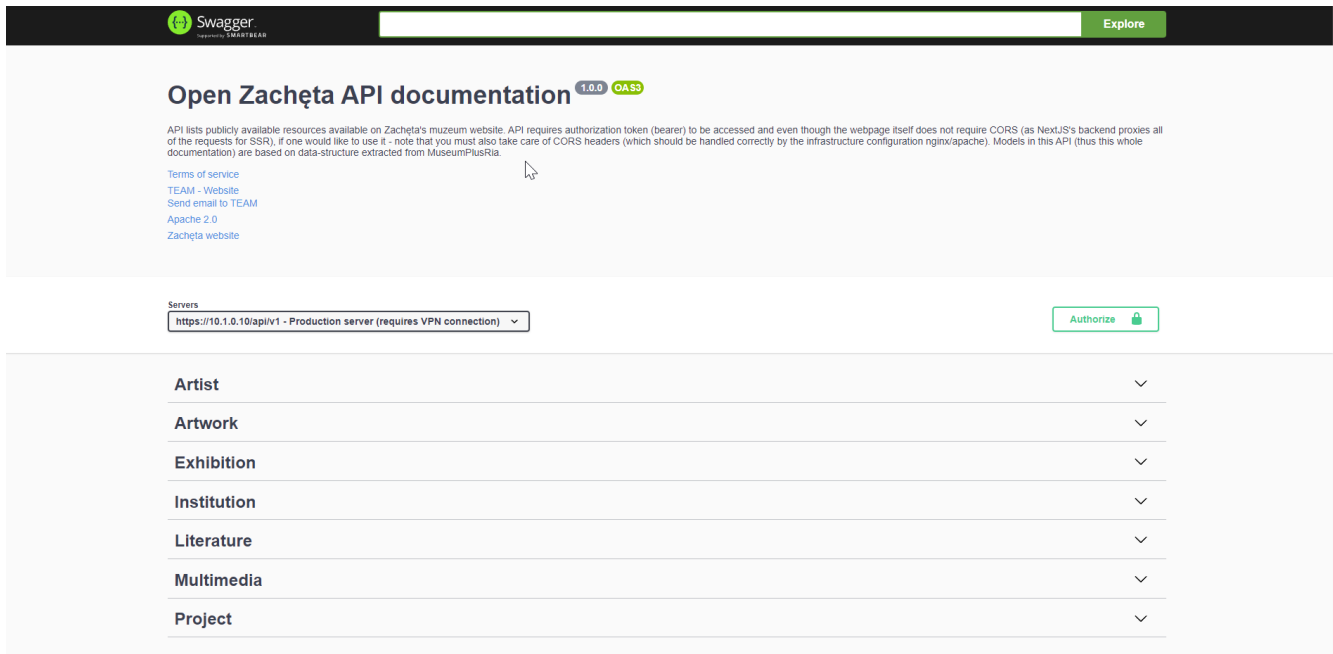 Swagger.
Supported by SMARTBEAR
Explore
Open Zachęta API documentation 1.0.0 OAS3
API lists publicly available resources available on Zachęta's muzeum website. API requires authorization token (bearer) to be accessed and even though the webpage itself does not require CORS (as NextJS's backend proxies all
of the requests for SSR), if one would like to use it - note that you must also take care of CORS headers (which should be handled correctly by the infrastructure configuration nginx/apache). Models in this API (thus this whole
documentation) are based on data-structure extracted from MuseumPlusRia.
Terms of service
TEAM - Website
Send email to TEAM
Apache 2.0
Zachęta website
Servers
https://10.1.0.10/api/v1 - Production server (requires VPN connection)
Authorize
Artist
Artwork
Exhibition
Institution
Literature
Multimedia
Project